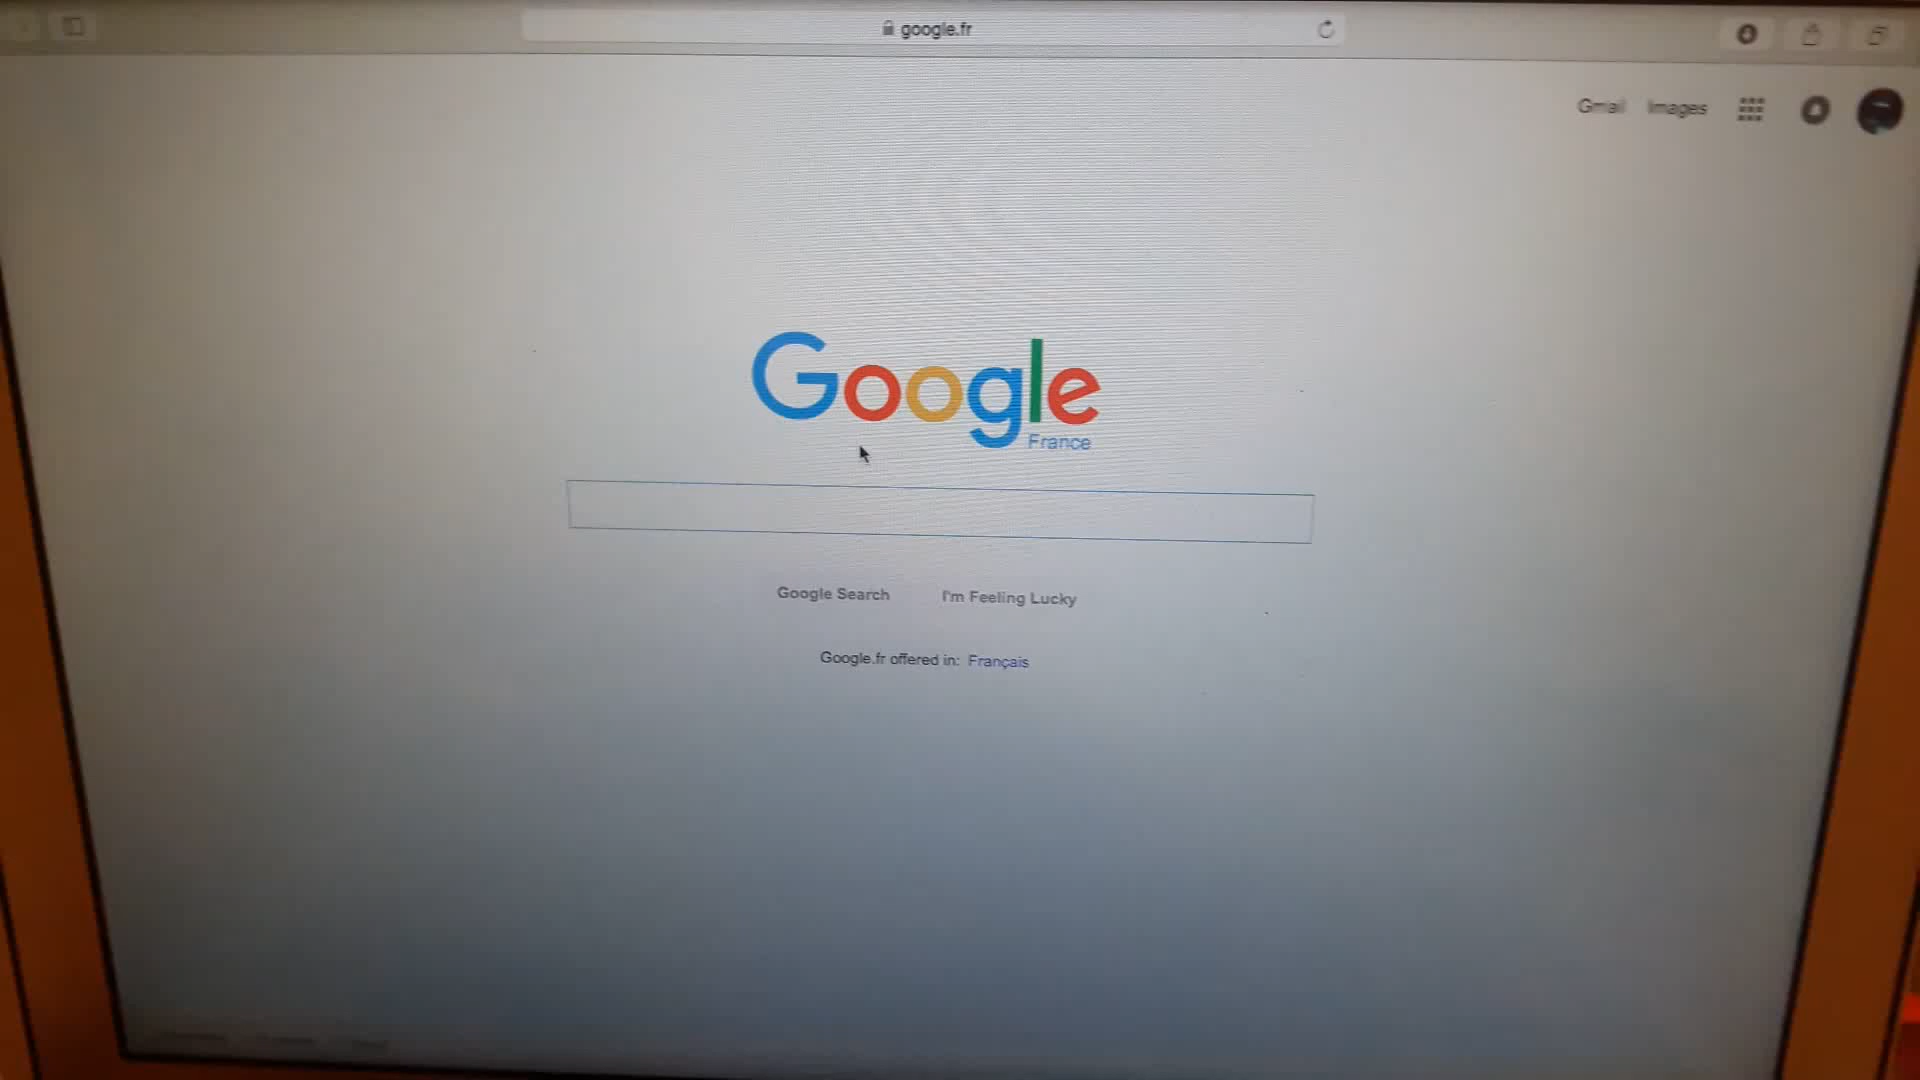 google.fr
Gmail Images
Google
France
Google Search I'm Feeling Lucky
Google.fr offered in: Français